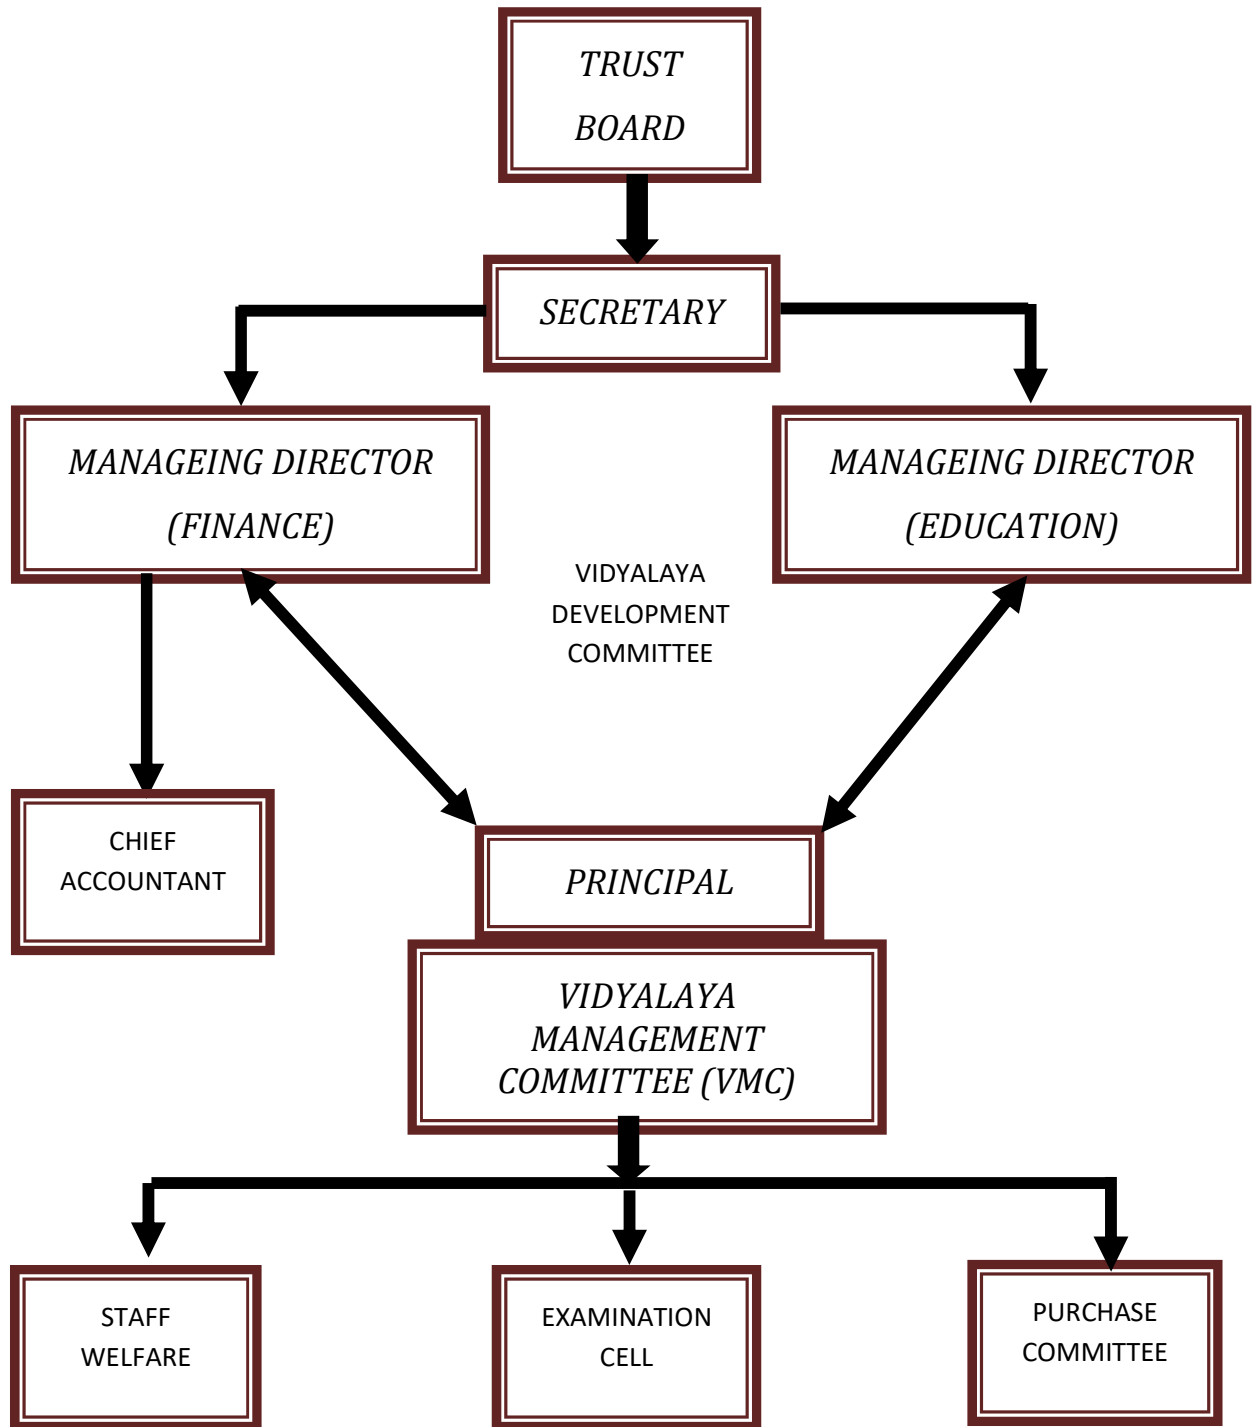 TRUST
BOARD
SECRETARY
MANAGEING DIRECTOR
(FINANCE)
MANAGEING DIRECTOR
(EDUCATION)
VIDYALAYA
DEVELOPMENT
COMMITTEE
CHIEF
ACCOUNTANT
PRINCIPAL
VIDYALAYA
MANAGEMENT
COMMITTEE (VMC)
STAFF
WELFARE
EXAMINATION
CELL
PURCHASE
COMMITTEE